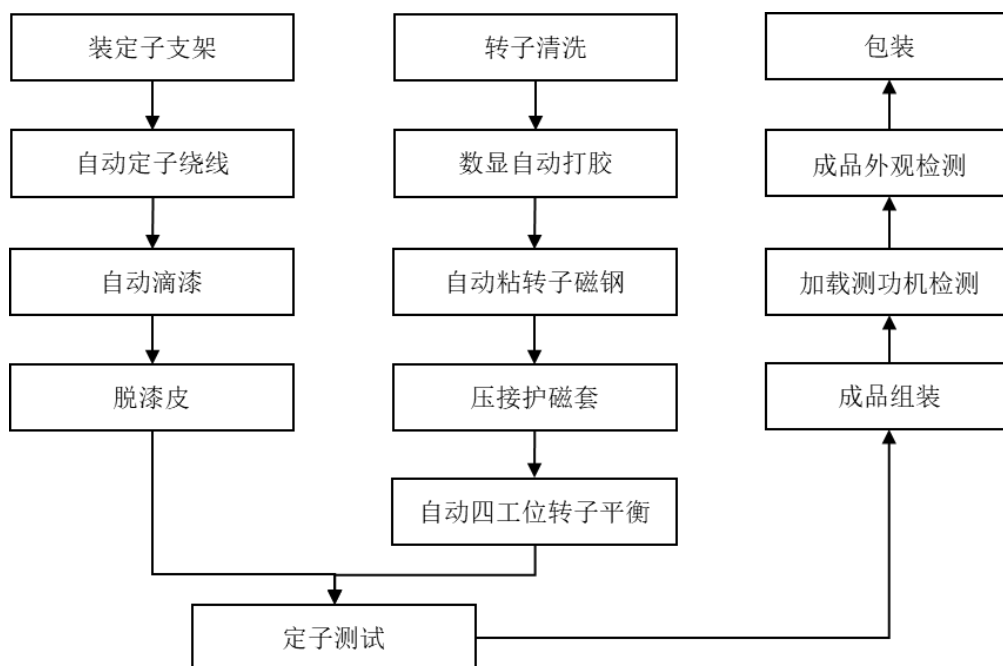 装定子支架
自动定子绕线
自动滴漆
脱漆皮
转子清洗
数显自动打胶
自动粘转子磁钢
压接护磁套
自动四工位转子平衡
定子测试
成品组装
加载测功机检测
成品外观检测
包装